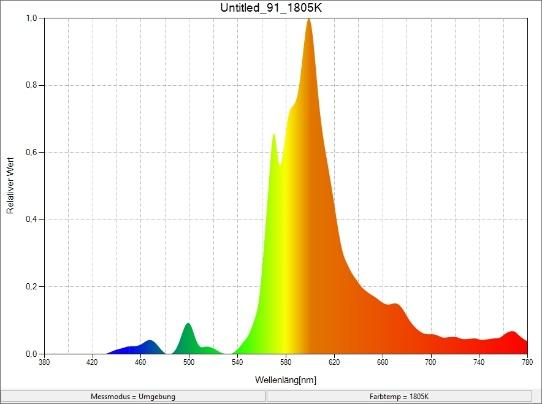 Untitled_91_1805K
1,0
0,8
0,6
0,4
0,2
0,0
Relativer Wert
380 420 460 500 540 580 620 660 700 740 780
Wellenläng[nm]
Messmodus = Umgebung
Farbtemp = 1805K